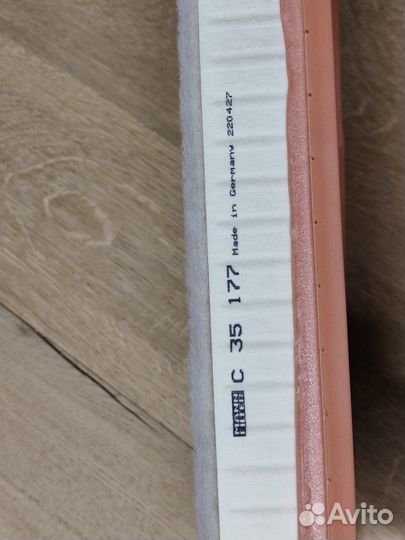 MANN
FILTER
C 35 177 Made in Germany 220427
Avito